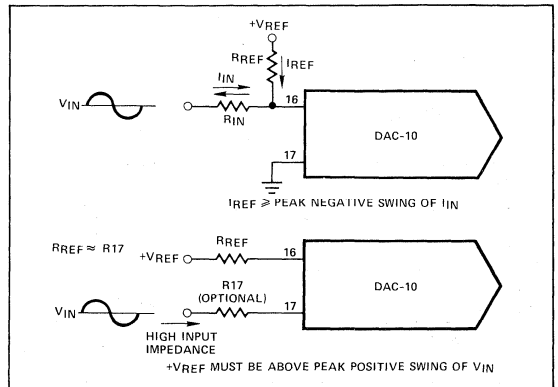 +VREF
RREF
IREF
IIN
VIN
RIN
16
DAC-10
17
IREF ≥ PEAK NEGATIVE SWING OF IIN
RREF ≈ R17
+VREF
RREF
16
R17
(OPTIONAL)
DAC-10
VIN
17
HIGH INPUT
IMPEDANCE
+VREF MUST BE ABOVE PEAK POSITIVE SWING OF VIN